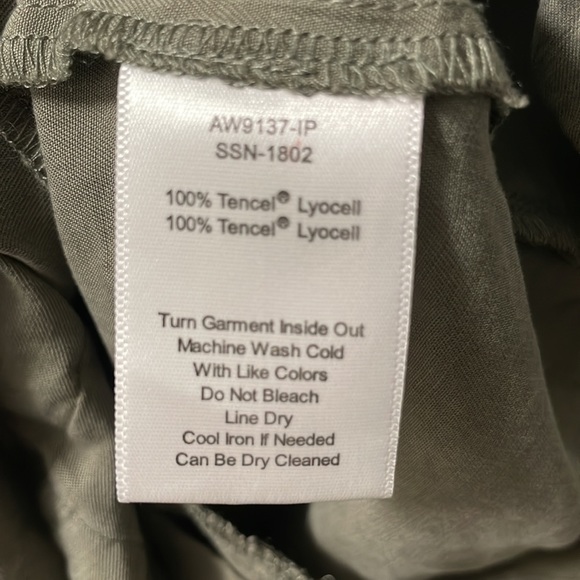 AW9137-IP
SSN-1802
100% Tencel® Lyocell
100% Tencel® Lyocell
Turn Garment Inside Out
Machine Wash Cold
With Like Colors
Do Not Bleach
Line Dry
Cool Iron If Needed
Can Be Dry Cleaned